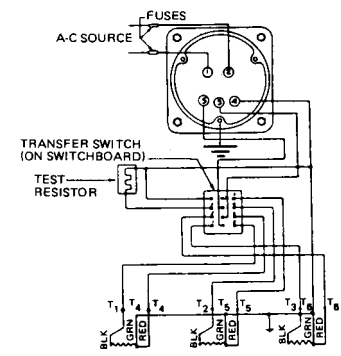 FUSES
A-C SOURCE
1
5
3
4
TRANSFER SWITCH
(ON SWITCHBOARD)
TEST
RESISTOR
T1 T4 T4 T2 T5 T5 T3 T6 T6
BLK GRN RED BLK GRN RED BLK GRN RED